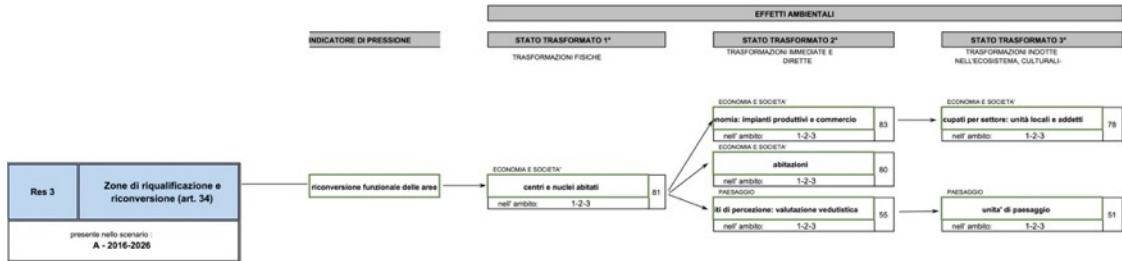 EFFETTI AMBIENTALI
INDICATORE DI PRESSIONE
STATO TRASFORMATO 1°
STATO TRASFORMATO 2°
STATO TRASFORMATO 3°
TRASFORMAZIONI FISICHE
TRASFORMAZIONI IMMEDIATE E
DIRETTE
TRASFORMAZIONI INDOTTE
NELL'ECOSISTEMA, CULTURALI-
ECONOMIA E SOCIETA'
nomia: impianti produttivi e commercio
83
nell' ambito: 1-2-3
ECONOMIA E SOCIETA'
cupati per settore: unità locali e addetti
78
nell' ambito: 1-2-3
ECONOMIA E SOCIETA'
abitazioni
80
nell' ambito: 1-2-3
Res 3
Zone di riqualificazione e
riconversione (art. 34)
presente nello scenario :
A - 2016-2026
riconversione funzionale delle aree
ECONOMIA E SOCIETA'
centri e nuclei abitati
81
nell' ambito: 1-2-3
PAESAGGIO
iti di percezione: valutazione vedutistica
55
nell' ambito: 1-2-3
PAESAGGIO
unita' di paesaggio
51
nell' ambito: 1-2-3